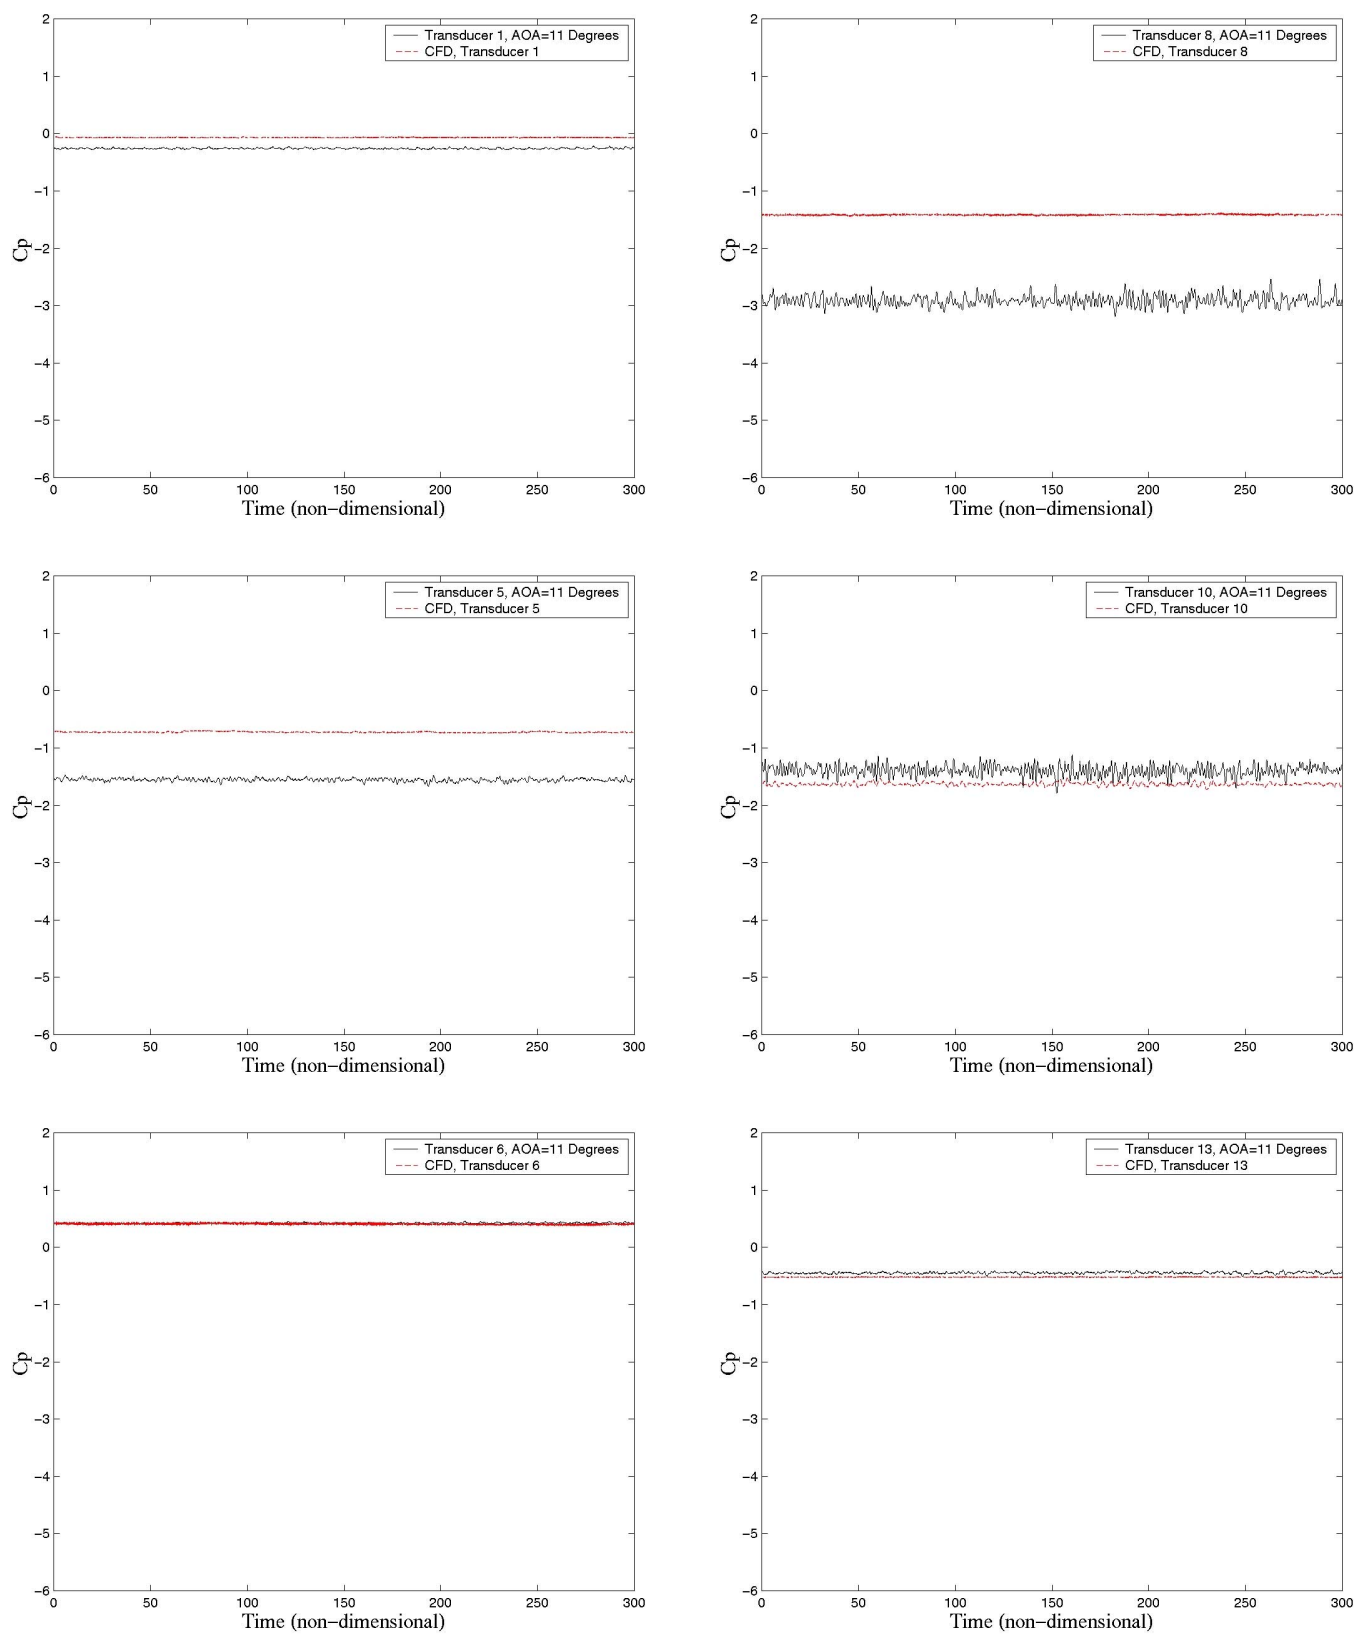 2
1
0
−1
−2
−3
−4
−5
−6
Cp
0 50 100 150 200 250 300
Time (non−dimensional)
Transducer 1, AOA=11 Degrees
CFD, Transducer 1
2
1
0
−1
−2
−3
−4
−5
−6
Cp
0 50 100 150 200 250 300
Time (non−dimensional)
Transducer 8, AOA=11 Degrees
CFD, Transducer 8
2
1
0
−1
−2
−3
−4
−5
−6
Cp
0 50 100 150 200 250 300
Time (non−dimensional)
Transducer 5, AOA=11 Degrees
CFD, Transducer 5
2
1
0
−1
−2
−3
−4
−5
−6
Cp
0 50 100 150 200 250 300
Time (non−dimensional)
Transducer 10, AOA=11 Degrees
CFD, Transducer 10
2
1
0
−1
−2
−3
−4
−5
−6
Cp
0 50 100 150 200 250 300
Time (non−dimensional)
Transducer 6, AOA=11 Degrees
CFD, Transducer 6
2
1
0
−1
−2
−3
−4
−5
−6
Cp
0 50 100 150 200 250 300
Time (non−dimensional)
Transducer 13, AOA=11 Degrees
CFD, Transducer 13